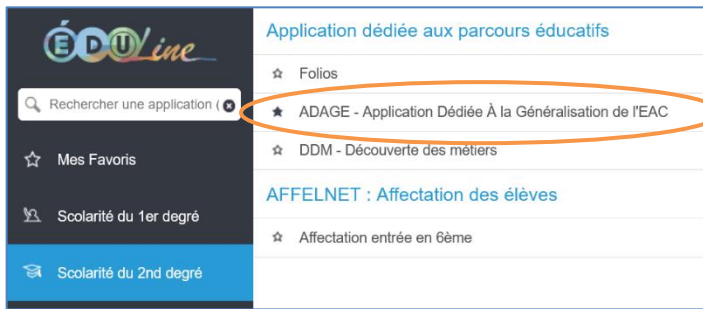 ÉDULine
Rechercher une application (
Mes Favoris
Scolarité du 1er degré
Scolarité du 2nd degré
Application dédiée aux parcours éducatifs
Folios
ADAGE - Application Dédiée À la Généralisation de l'EAC
DDM - Découverte des métiers
AFFELNET : Affectation des élèves
Affectation entrée en 6ème